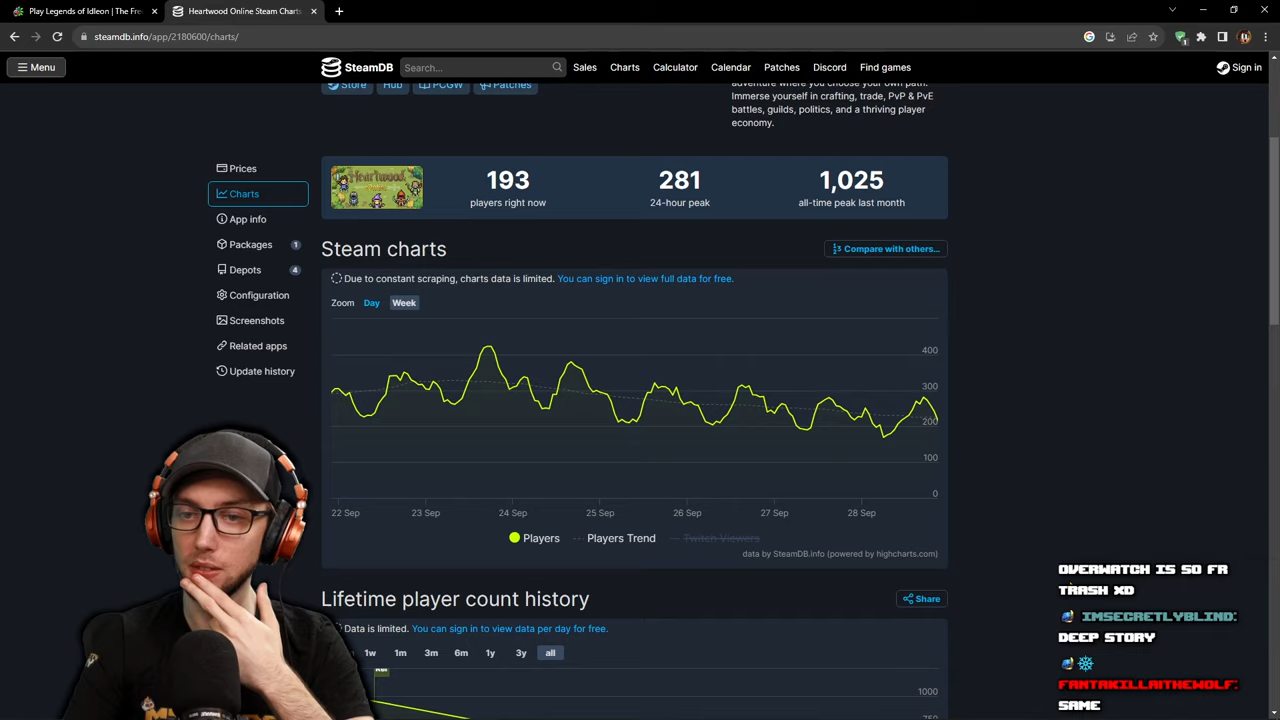 Play Legends of Idleon | The Fre
Heartwood Online Steam Charts
steamdb.info/app/2180600/charts/
Menu
SteamDB
Search...
Sales
Charts
Calculator
Calendar
Patches
Discord
Find games
Sign in
Store
Hub
PCGW
Patches
adventure where you choose your own path.
Immerse yourself in crafting, trade, PvP & PvE
battles, guilds, politics, and a thriving player
economy.
Prices
Charts
App info
Packages 1
Depots 4
Configuration
Screenshots
Related apps
Update history
Heartwood
193
players right now
281
24-hour peak
1,025
all-time peak last month
Steam charts
Compare with others...
Due to constant scraping, charts data is limited. You can sign in to view full data for free.
Zoom Day Week
400
300
200
100
0
22 Sep
23 Sep
24 Sep
25 Sep
26 Sep
27 Sep
28 Sep
Players
Players Trend
Twitch Viewers
data by SteamDB.info (powered by highcharts.com)
Lifetime player count history
Share
Data is limited. You can sign in to view data per day for free.
1w
1m
3m
6m
1y
3y
all
1000
OVERWATCH IS SO FR
TRASH XD
IMSECRETLYBLIND:
DEEP STORY
FANTAKILLAITHEWOLF:
SAME